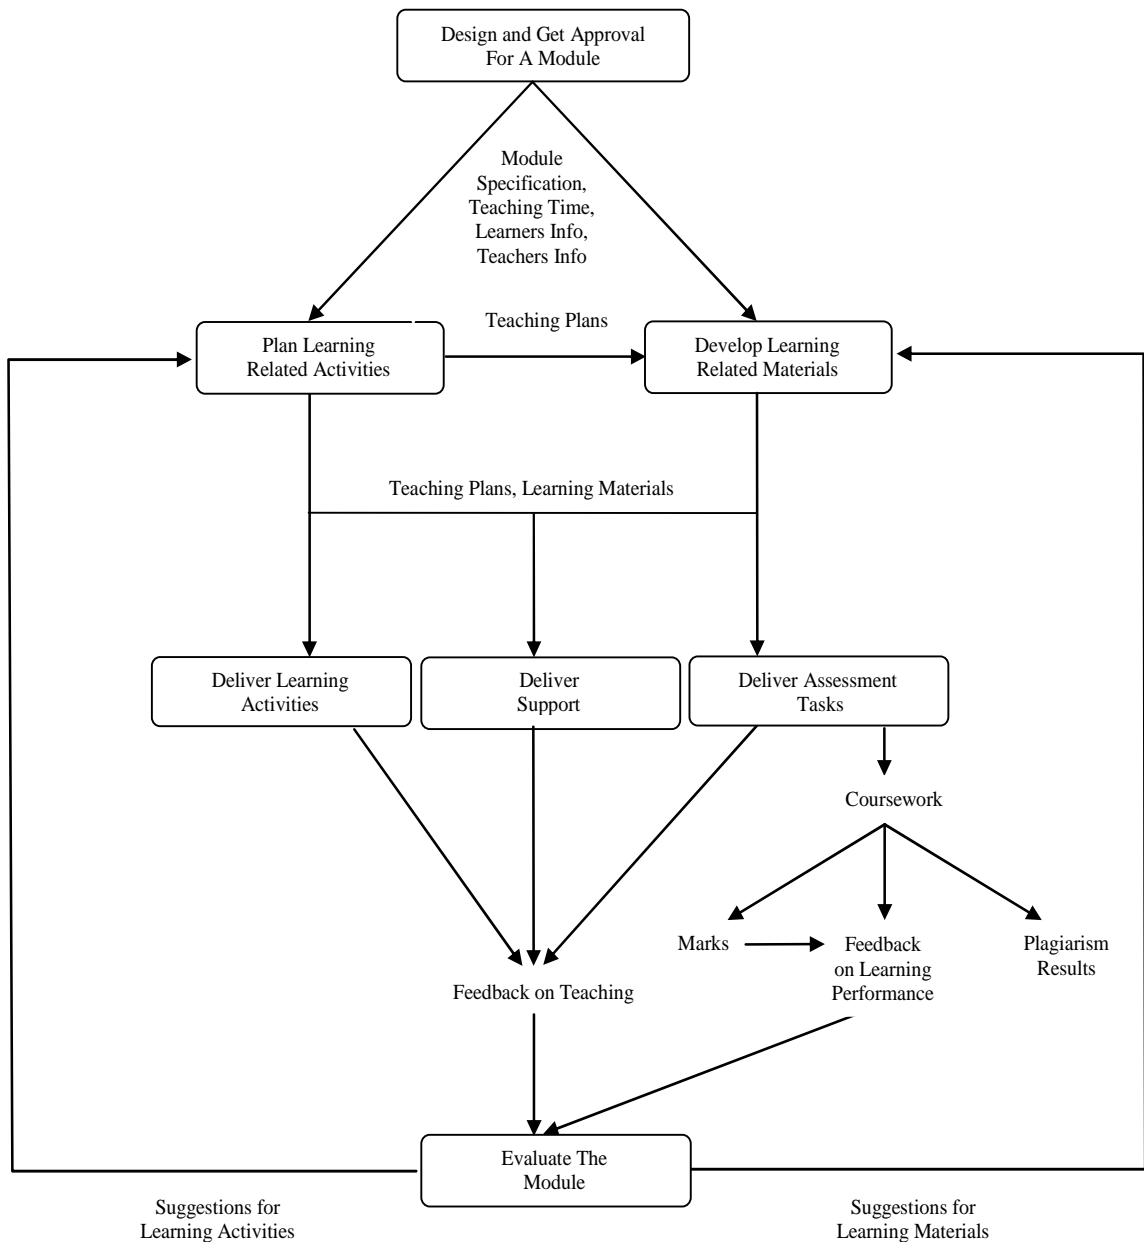 Design and Get Approval
For A Module
Module
Specification,
Teaching Time,
Learners Info,
Teachers Info
Teaching Plans
Plan Learning
Related Activities
Develop Learning
Related Materials
Teaching Plans, Learning Materials
Deliver Learning
Activities
Deliver
Support
Deliver Assessment
Tasks
Coursework
Marks
Feedback
on Learning
Performance
Plagiarism
Results
Feedback on Teaching
Evaluate The
Module
Suggestions for
Learning Activities
Suggestions for
Learning Materials